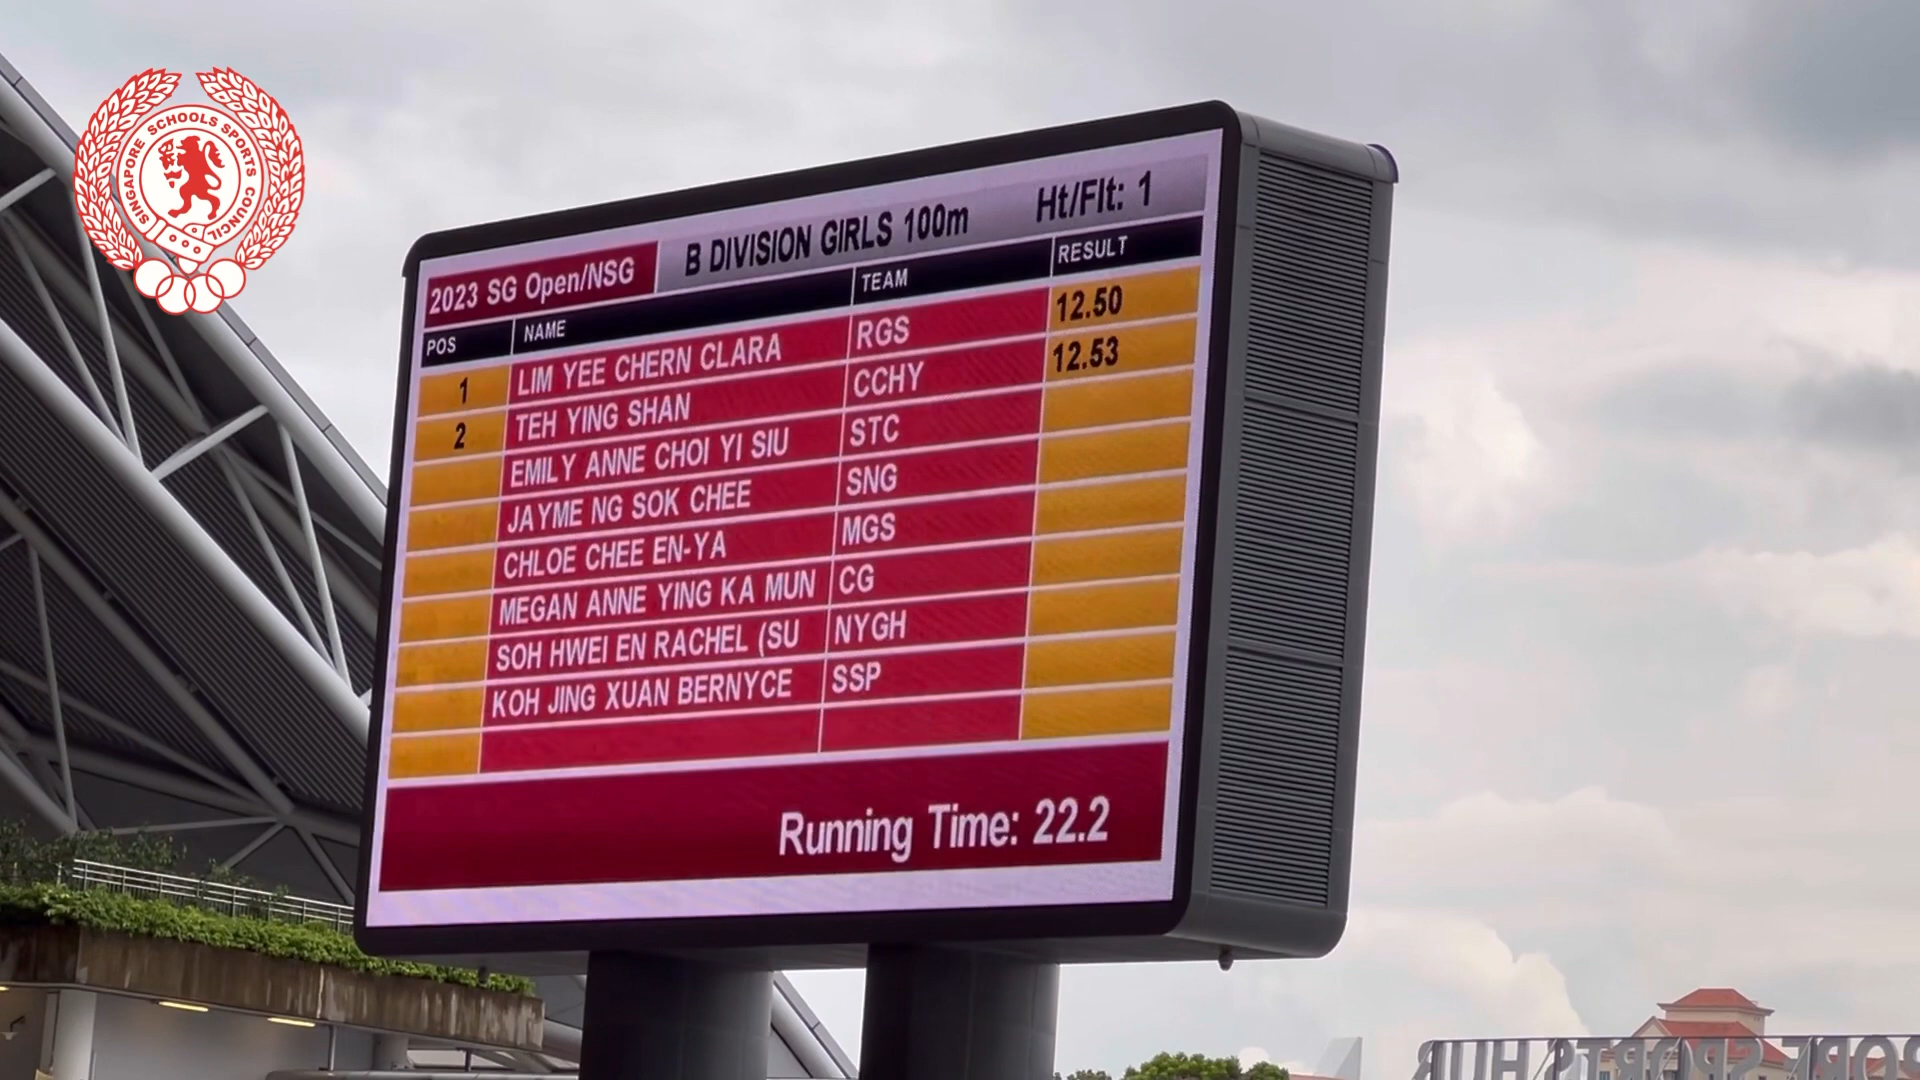 SINGAPORE SCHOOLS SPORTS COUNCIL
2023 SG Open/NSG B DIVISION GIRLS 100m Ht/Flt: 1
POS NAME TEAM RESULT
1 LIM YEE CHERN CLARA RGS 12.50
2 TEH YING SHAN CCHY 12.53
EMILY ANNE CHOI YI SIU STC
JAYME NG SOK CHEE SNG
CHLOE CHEE EN-YA MGS
MEGAN ANNE YING KA MUN CG
SOH HWEI EN RACHEL (SU NYGH
KOH JING XUAN BERNYCE SSP
Running Time: 22.2
SPORTS HUB